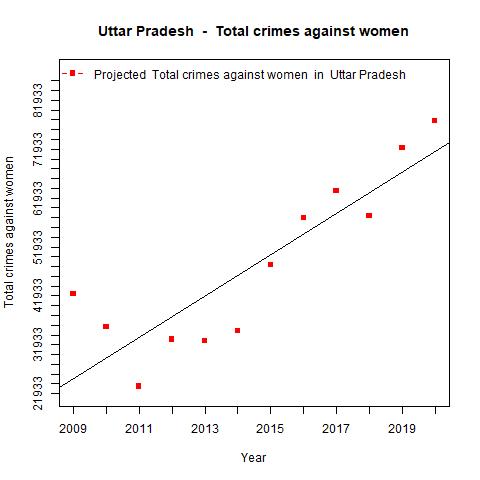 Uttar Pradesh - Total crimes against women
Projected Total crimes against women in Uttar Pradesh
Total crimes against women
81933
71933
61933
51933
41933
31933
21933
2009 2011 2013 2015 2017 2019
Year